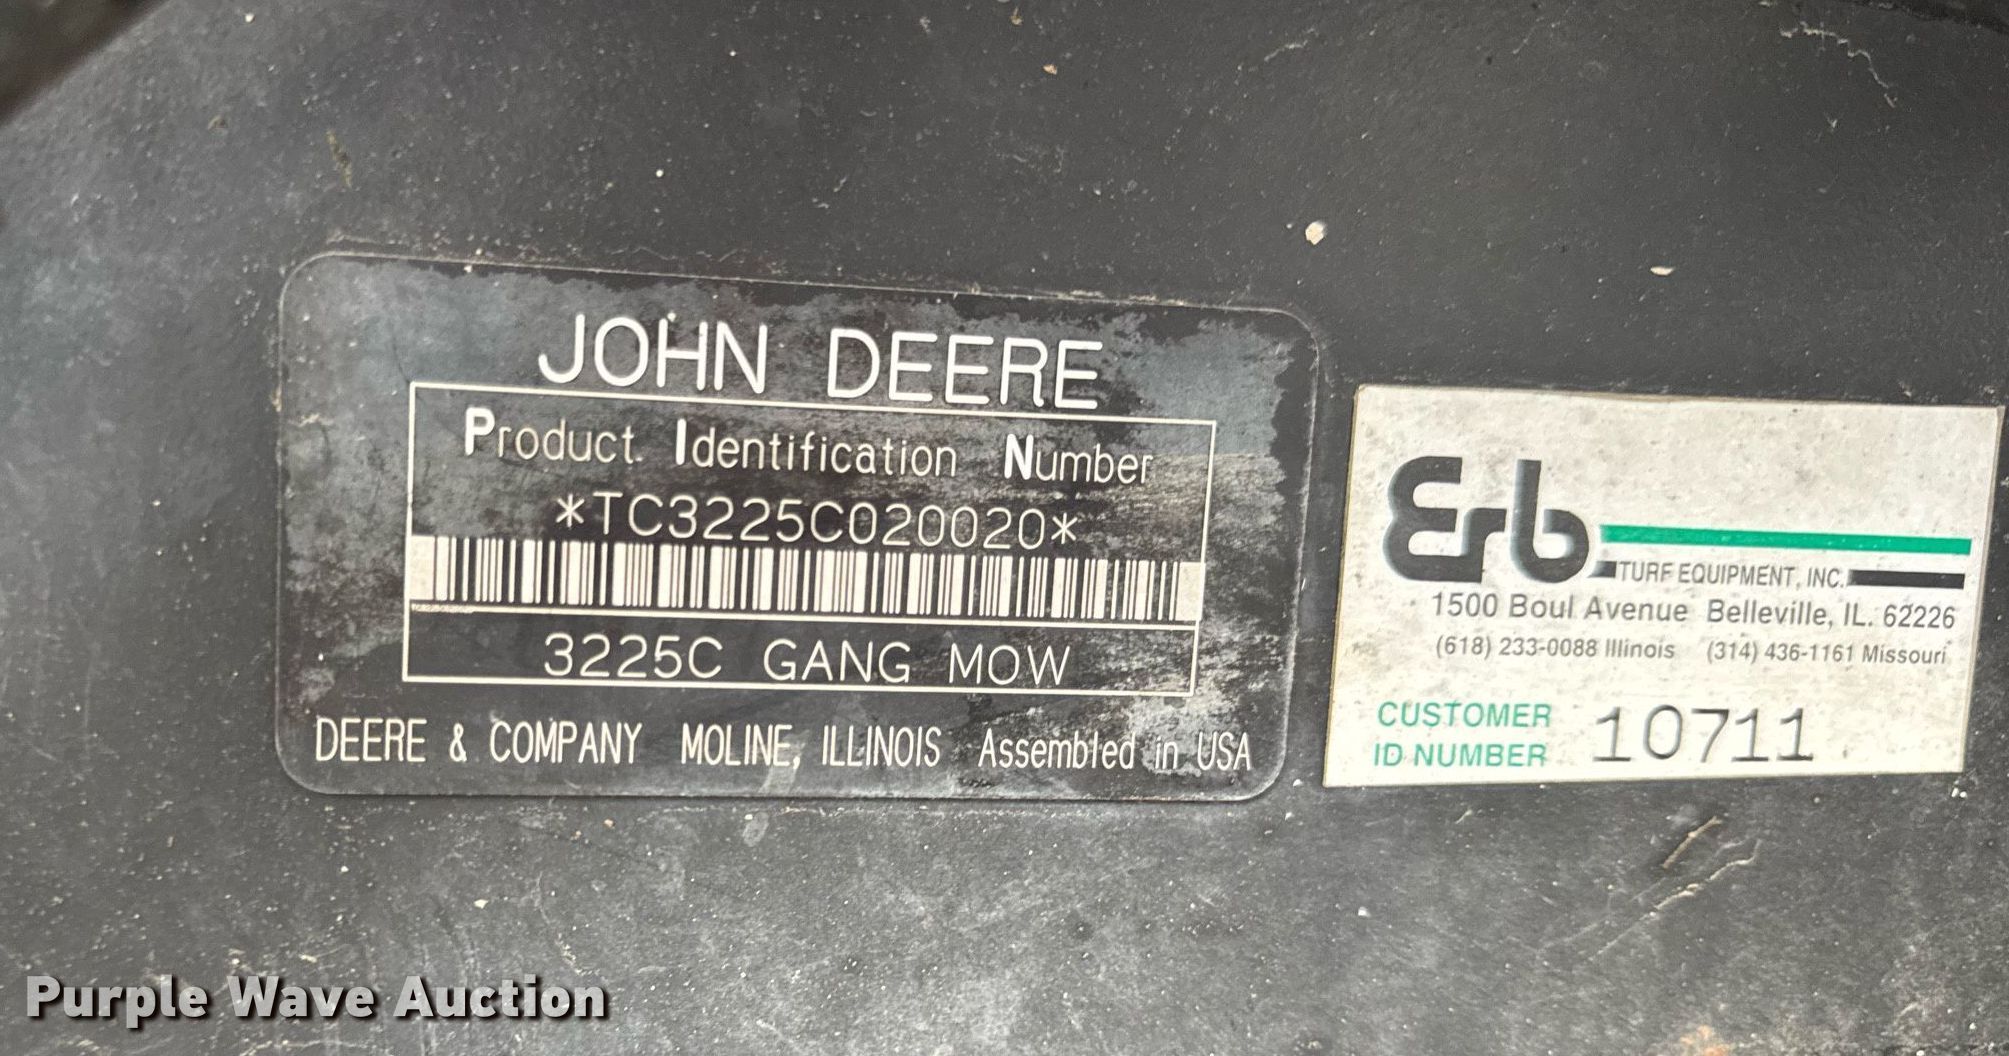 JOHN DEERE
Product Identification Number
*TC3225C020020*
3225C GANG MOW
DEERE & COMPANY MOLINE, ILLINOIS Assembled in USA
Erb
TURF EQUIPMENT, INC.
1500 Boul Avenue Belleville, IL. 62226
(618) 233-0088 Illinois (314) 436-1161 Missouri
CUSTOMER
ID NUMBER 10711
Purple Wave Auction